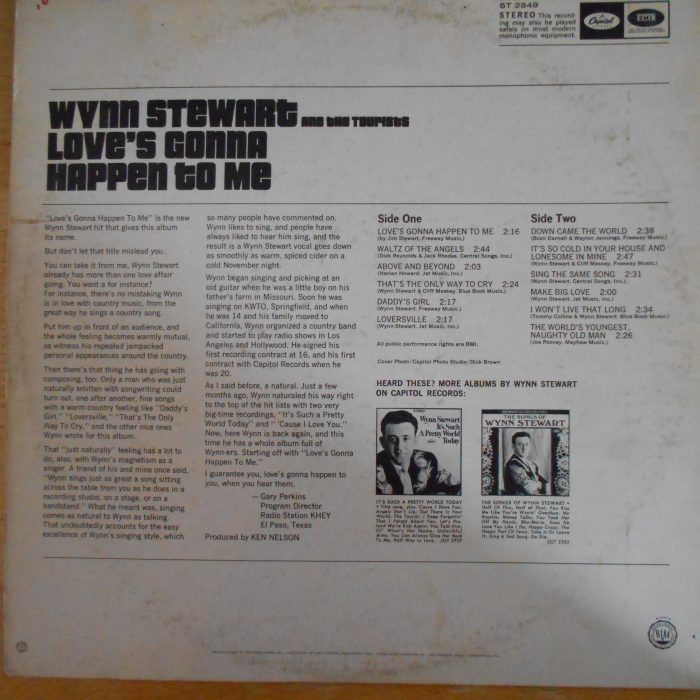 ST 2849
STEREO This record-
ing may also be played
safely on most modern
monophonic equipment.
Capitol
EMI
WYNN STEWART AND THE TOURISTS
LOVE'S GONNA
HAPPEN TO ME
"Love's Gonna Happen To Me" is the new
Wynn Stewart hit that gives this album
its name.
But don't let that title mislead you.
You can take it from me, Wynn Stewart
already has more than one love affair
going. You want a for instance?
For instance, there's no mistaking Wynn
is in love with country music, from the
great way he sings a country song.
Put him up in front of an audience, and
the whole feeling becomes warmly mutual,
as witness his repeated jampacked
personal appearances around the country.
Then there's that thing he has going with
composing, too: Only a man who was just
naturally smitten with songwriting could
turn out, one after another, fine songs
with a warm country feeling like "Daddy's
Girl," "Loversville," "That's The Only
Way To Cry," and the other nice ones
Wynn wrote for this album.
That "just naturally" feeling has a lot to
do, also, with Wynn's magnetism as a
singer. A friend of his and mine once said,
"Wynn sings just as great a song sitting
across the table from you as he does in a
recording studio, on a stage, or on a
bandstand." What he meant was, singing
comes as natural to Wynn as talking.
That undoubtedly accounts for the easy
excellence of Wynn's singing style, which
so many people have commented on.
Wynn likes to sing, and people have
always liked to hear him sing, and the
result is a Wynn Stewart vocal goes down
as smoothly as warm, spiced cider on a
cold November night.
Wynn began singing and picking at an
old guitar when he was a little boy on his
father's farm in Missouri. Soon he was
singing on KWTO, Springfield, and when
he was 14 and his family moved to
California, Wynn organized a country band
and started to play radio shows in Los
Angeles and Hollywood. He signed his
first recording contract at 16, and his first
contract with Capitol Records when he
was 20.
As I said before, a natural. Just a few
months ago, Wynn naturaled his way right
to the top of the hit lists with two very
big-time recordings, "It's Such a Pretty
World Today" and "'Cause I Love You."
Now, here Wynn is back again, and this
time he has a whole album full of
Wynn-ers. Starting off with "Love's Gonna
Happen To Me."
I guarantee you, love's gonna happen to
you, when you hear them.
— Gary Perkins
Program Director
Radio Station KHEY
El Paso, Texas
Produced by KEN NELSON
Side One
LOVE'S GONNA HAPPEN TO ME 2:16
(by Jim Stewart, Freeway Music.)
WALTZ OF THE ANGELS 2:44
(Dick Reynolds & Jack Rhodes, Central Songs, Inc.)
ABOVE AND BEYOND 2:03
(Harlan Howard, Jat Music, Inc.)
THAT'S THE ONLY WAY TO CRY 2:24
(Wynn Stewart & Cliff Massey, Blue Book Music.)
DADDY'S GIRL 2:17
(Wynn Stewart, Freeway Music.)
LOVERSVILLE 2:17
(Wynn Stewart, Jat Music, Inc.)
All public performance rights are BMI.
Cover Photo/Capitol Photo Studio/Dick Brown
Side Two
DOWN CAME THE WORLD 2:38
(Bozo Darnell & Waylon Jennings, Freeway Music.)
IT'S SO COLD IN YOUR HOUSE AND
LONESOME IN MINE 2:47
(Wynn Stewart & Cliff Massey, Freeway Music.)
SING THE SAME SONG 2:31
(Wynn Stewart, Central Songs, Inc.)
MAKE BIG LOVE 2:00
(Wynn Stewart, Jat Music, Inc.)
I WON'T LIVE THAT LONG 2:34
(Tommy Collins & Wynn Stewart, Blue Book Music.)
THE WORLD'S YOUNGEST,
NAUGHTY OLD MAN 2:26
(Joe Poovey, Mayhew Music.)
HEARD THESE? MORE ALBUMS BY WYNN STEWART
ON CAPITOL RECORDS:
Wynn Stewart
It's Such
A Pretty World
Today
THE SONGS OF
WYNN STEWART
IT'S SUCH A PRETTY WORLD TODAY
THE SONGS OF WYNN STEWART